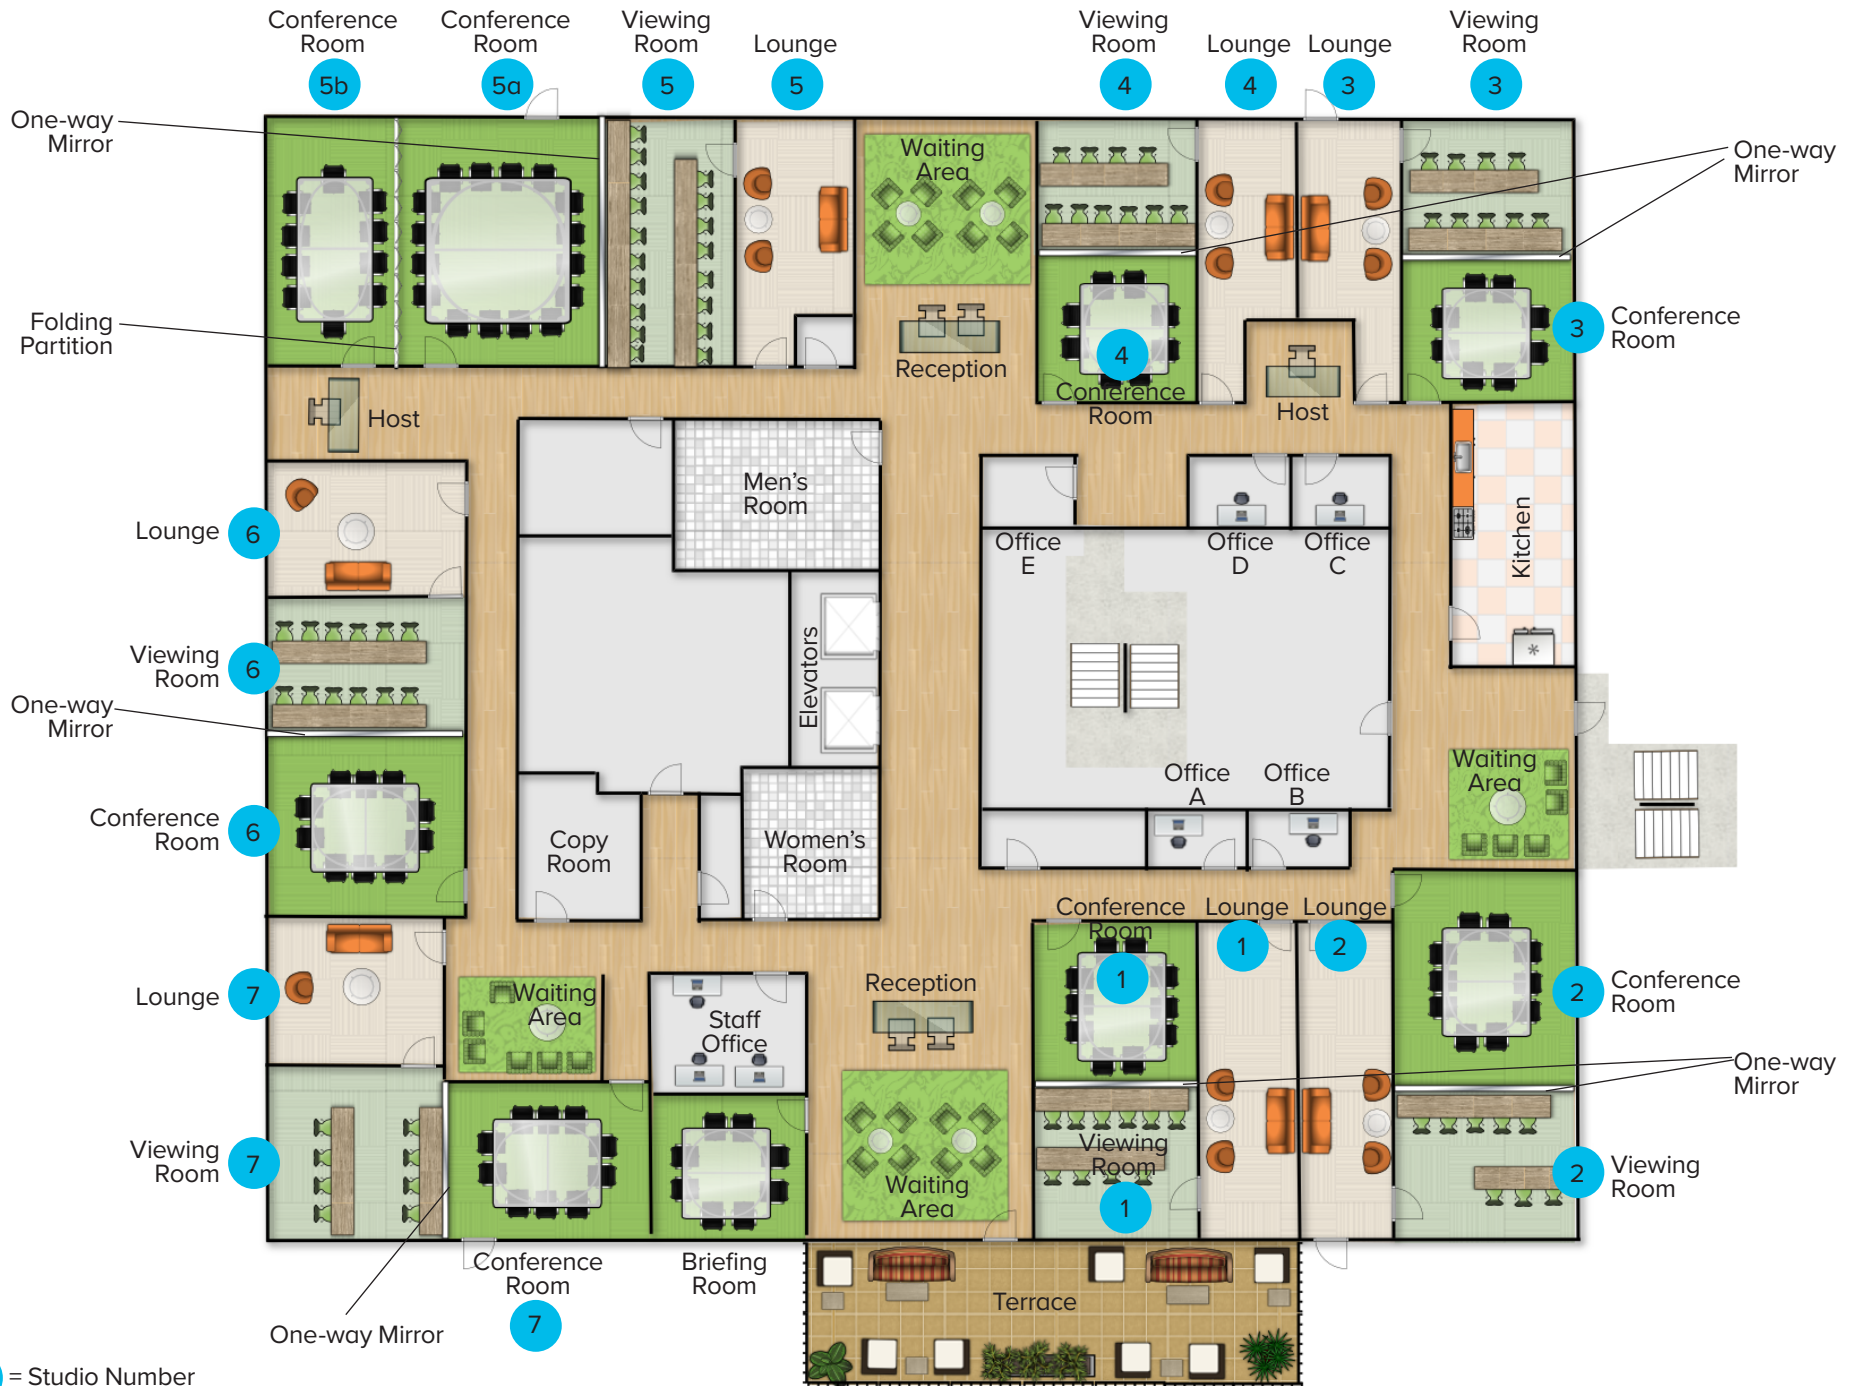 Conference
Room
5b
Conference
Room
5a
Viewing
Room
5
Lounge
5
Viewing
Room
4
Lounge
4
Lounge
3
Viewing
Room
3
One-way
Mirror
Waiting
Area
One-way
Mirror
Folding
Partition
Reception
4
Conference
Room
Host
3
Conference
Room
Host
Men's
Room
Lounge
6
Office
E
Office
D
Office
C
Kitchen
Viewing
Room
6
Elevators
One-way
Mirror
Waiting
Area
Office
A
Office
B
Conference
Room
6
Copy
Room
Women's
Room
Conference
Room
1
Lounge
1
Lounge
2
Lounge
7
Waiting
Area
Staff
Office
Reception
2
Conference
Room
One-way
Mirror
Viewing
Room
7
Waiting
Area
Viewing
Room
1
2
Viewing
Room
Conference
Room
7
Briefing
Room
Terrace
One-way Mirror
= Studio Number